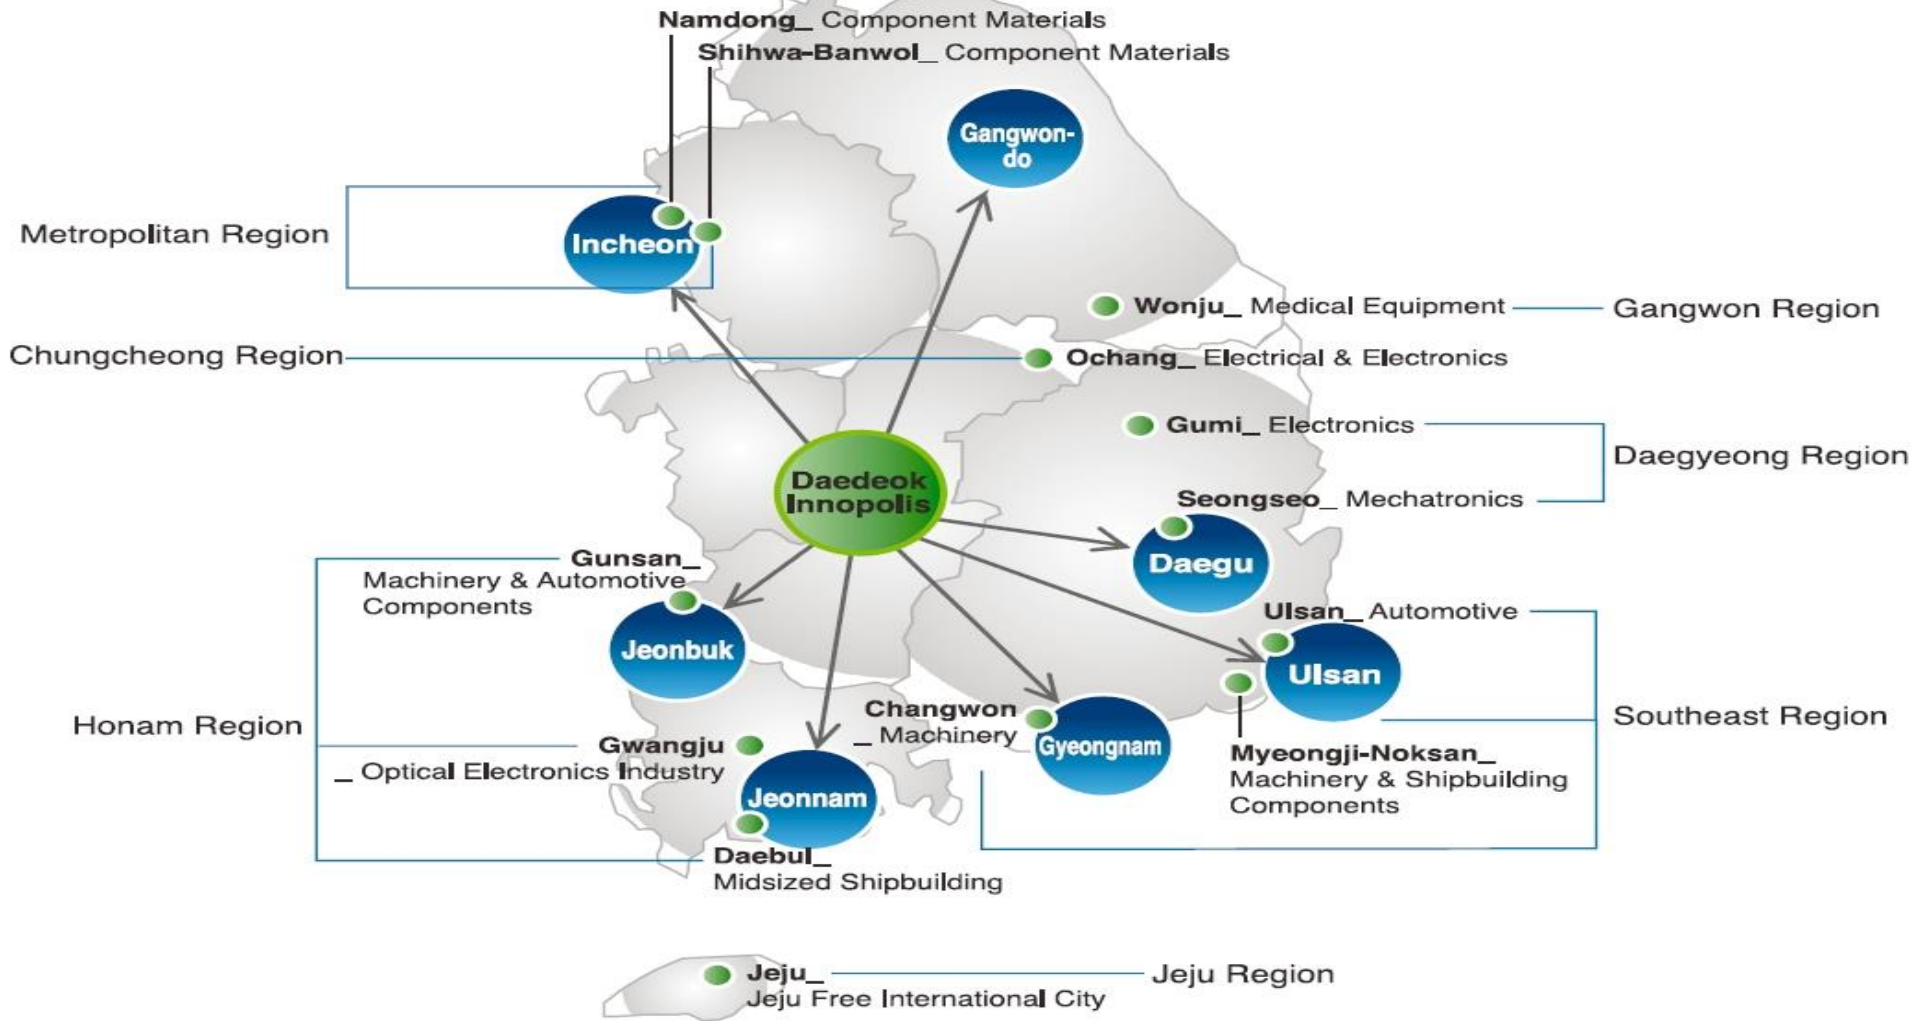 Namdong_ Component Materials
Shihwa-Banwol_ Component Materials
Gangwon-
do
Metropolitan Region
Incheon
Wonju_ Medical Equipment
Gangwon Region
Chungcheong Region
Ochang_ Electrical & Electronics
Gumi_ Electronics
Daegyeong Region
Daedeok
Innopolis
Seongseo_ Mechatronics
Daegu
Gunsan_
Machinery & Automotive
Components
Jeonbuk
Ulsan_ Automotive
Ulsan
Honam Region
Changwon
_ Machinery
Gyeongnam
Southeast Region
Gwangju
_ Optical Electronics Industry
Myeongji-Noksan_
Machinery & Shipbuilding
Components
Jeonnam
Daebul_
Midsized Shipbuilding
Jeju_
Jeju Free International City
Jeju Region